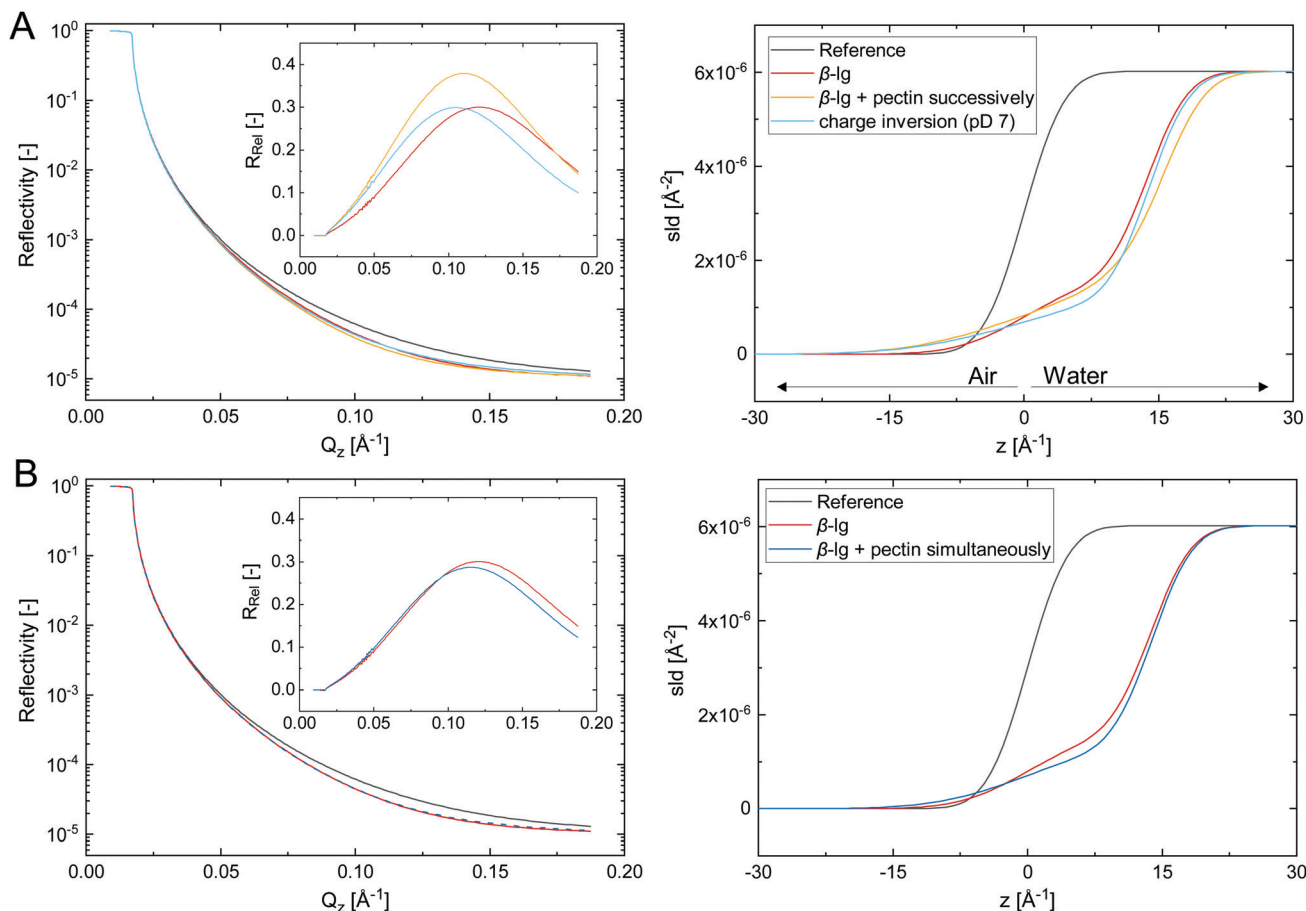 A
10⁰
10⁻¹
10⁻²
10⁻³
10⁻⁴
10⁻⁵
Reflectivity [-]
0.00
0.05
0.10
0.15
0.20
Q_z [Å⁻¹]
0.4
0.3
0.2
0.1
0.0
R_Rel [-]
0.00
0.05
0.10
0.15
0.20
Reference
β-lg
β-lg + pectin successively
charge inversion (pD 7)
6x10⁻⁶
4x10⁻⁶
2x10⁻⁶
0
sld [Å⁻²]
Air
Water
-30
-15
0
15
30
z [Å⁻¹]
B
10⁰
10⁻¹
10⁻²
10⁻³
10⁻⁴
10⁻⁵
Reflectivity [-]
0.00
0.05
0.10
0.15
0.20
Q_z [Å⁻¹]
0.4
0.3
0.2
0.1
0.0
R_Rel [-]
0.00
0.05
0.10
0.15
0.20
Reference
β-lg
β-lg + pectin simultaneously
6x10⁻⁶
4x10⁻⁶
2x10⁻⁶
0
sld [Å⁻²]
-30
-15
0
15
30
z [Å⁻¹]